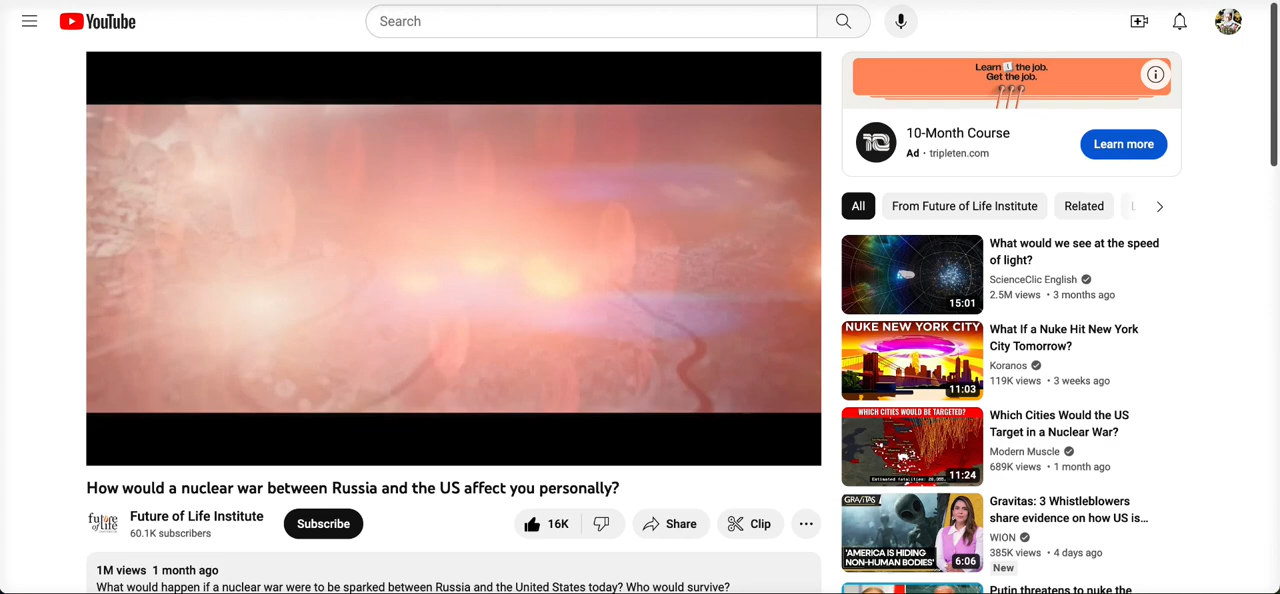 YouTube
Search
Learn the job.
Get the job.
10-Month Course
Ad · tripleten.com
Learn more
All
From Future of Life Institute
Related
What would we see at the speed
of light?
ScienceClic English
2.5M views · 3 months ago
15:01
NUKE NEW YORK CITY
What If a Nuke Hit New York
City Tomorrow?
Koranos
119K views · 3 weeks ago
11:03
WHICH CITIES WOULD BE TARGETED?
Which Cities Would the US
Target in a Nuclear War?
Modern Muscle
689K views · 1 month ago
11:24
GRAVITAS
'AMERICA IS HIDING
NON-HUMAN BODIES'
6:06
Gravitas: 3 Whistleblowers
share evidence on how US is...
WION
385K views · 4 days ago
New
Putin threatens to nuke the
How would a nuclear war between Russia and the US affect you personally?
future
of life
Future of Life Institute
60.1K subscribers
Subscribe
16K
Share
Clip
1M views 1 month ago
What would happen if a nuclear war were to be sparked between Russia and the United States today? Who would survive?